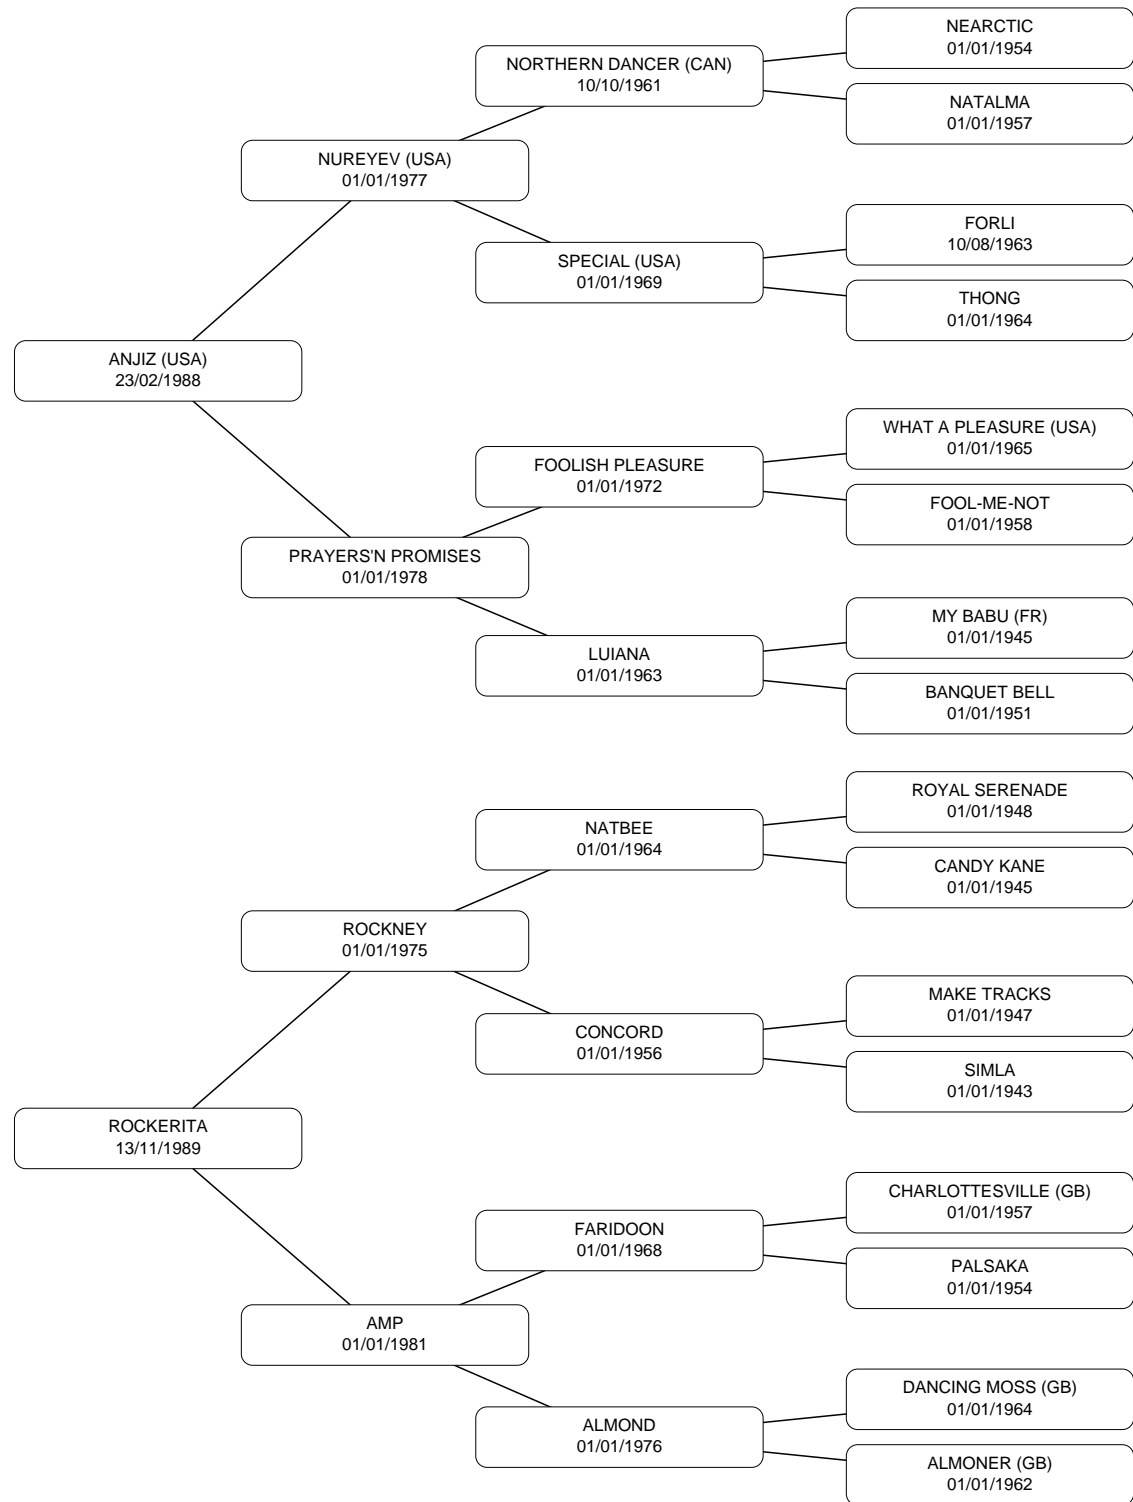 NEARCTIC
01/01/1954
NORTHERN DANCER (CAN)
10/10/1961
NATALMA
01/01/1957
NUREYEV (USA)
01/01/1977
FORLI
10/08/1963
SPECIAL (USA)
01/01/1969
THONG
01/01/1964
ANJIZ (USA)
23/02/1988
WHAT A PLEASURE (USA)
01/01/1965
FOOLISH PLEASURE
01/01/1972
FOOL-ME-NOT
01/01/1958
PRAYERS'N PROMISES
01/01/1978
MY BABU (FR)
01/01/1945
LUIANA
01/01/1963
BANQUET BELL
01/01/1951
ROYAL SERENADE
01/01/1948
NATBEE
01/01/1964
CANDY KANE
01/01/1945
ROCKNEY
01/01/1975
MAKE TRACKS
01/01/1947
CONCORD
01/01/1956
SIMLA
01/01/1943
ROCKERITA
13/11/1989
CHARLOTTESVILLE (GB)
01/01/1957
FARIDOON
01/01/1968
PALSAKA
01/01/1954
AMP
01/01/1981
DANCING MOSS (GB)
01/01/1964
ALMOND
01/01/1976
ALMONER (GB)
01/01/1962